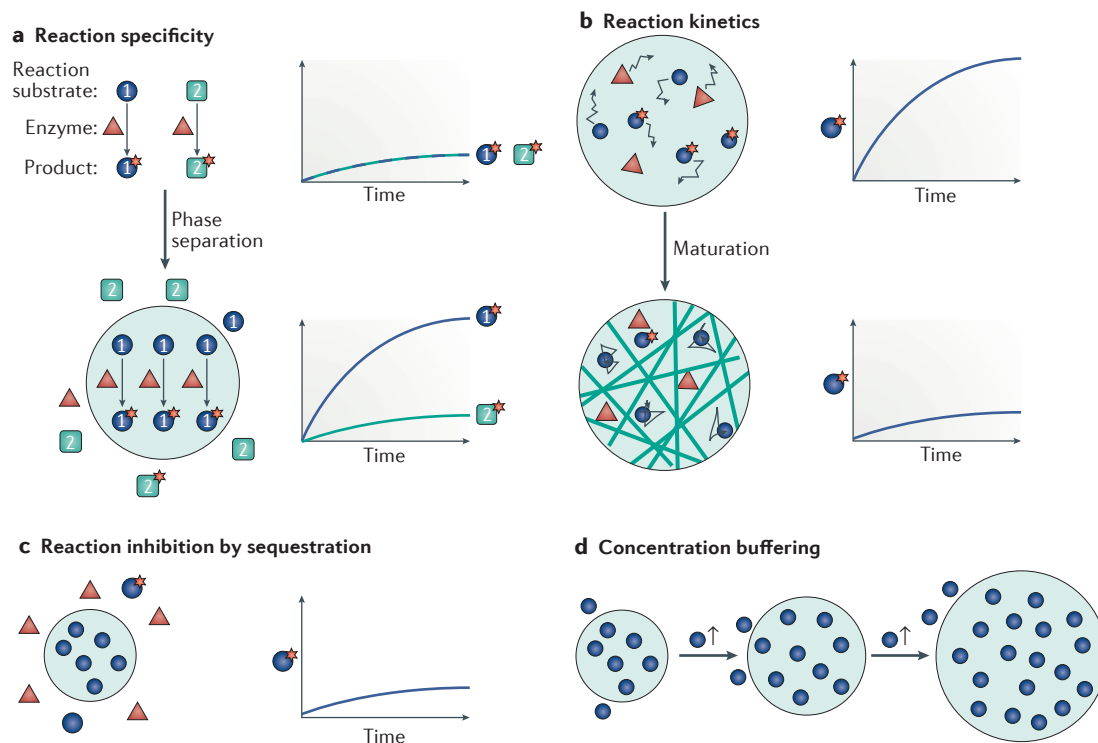 a Reaction specificity
Reaction
substrate:
1
2
Enzyme:
Product:
1
2
Time
1
2
Phase
separation
2
2
1
1
1
1
1
1
1
2
2
2
Time
1
2
b Reaction kinetics
Time
Maturation
Time
c Reaction inhibition by sequestration
Time
d Concentration buffering
↑
↑